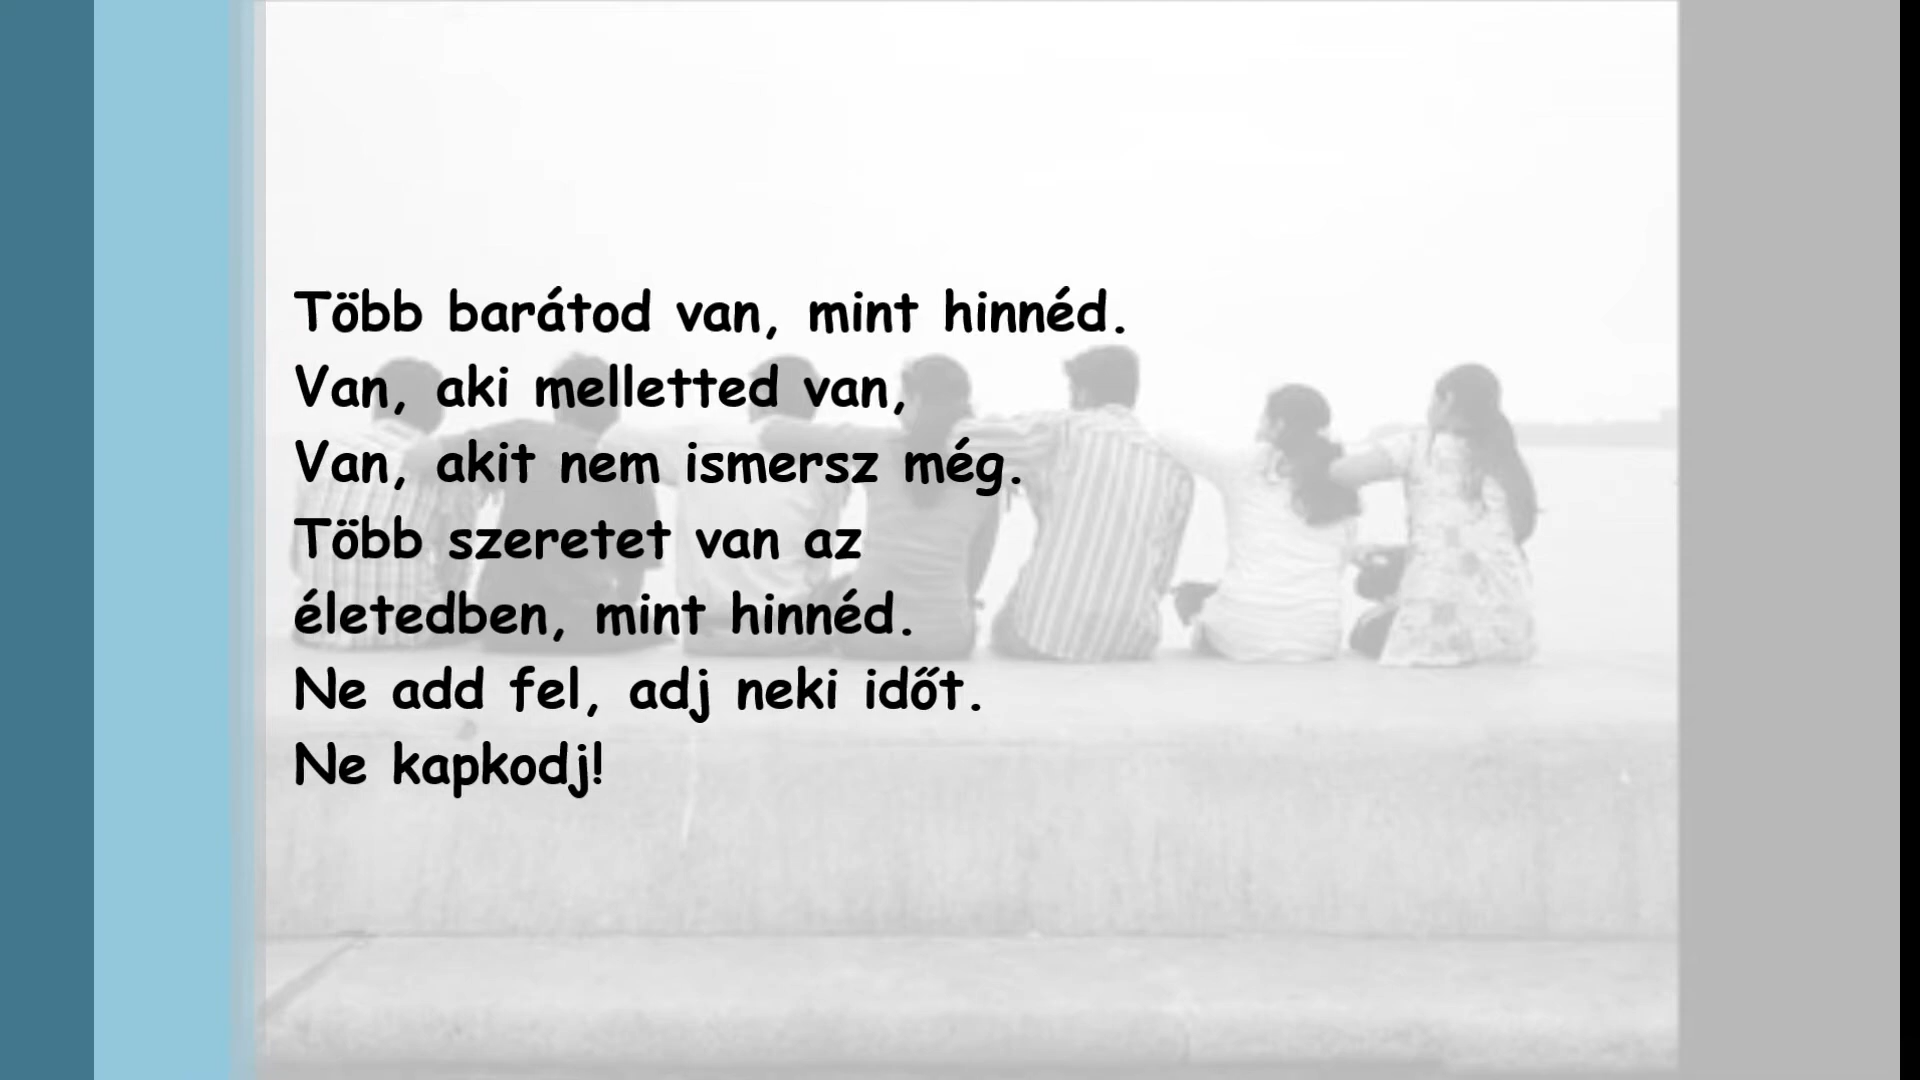 Több barátod van, mint hinnéd.
Van, aki melletted van,
Van, akit nem ismersz még.
Több szeretet van az
életedben, mint hinnéd.
Ne add fel, adj neki időt.
Ne kapkodj!